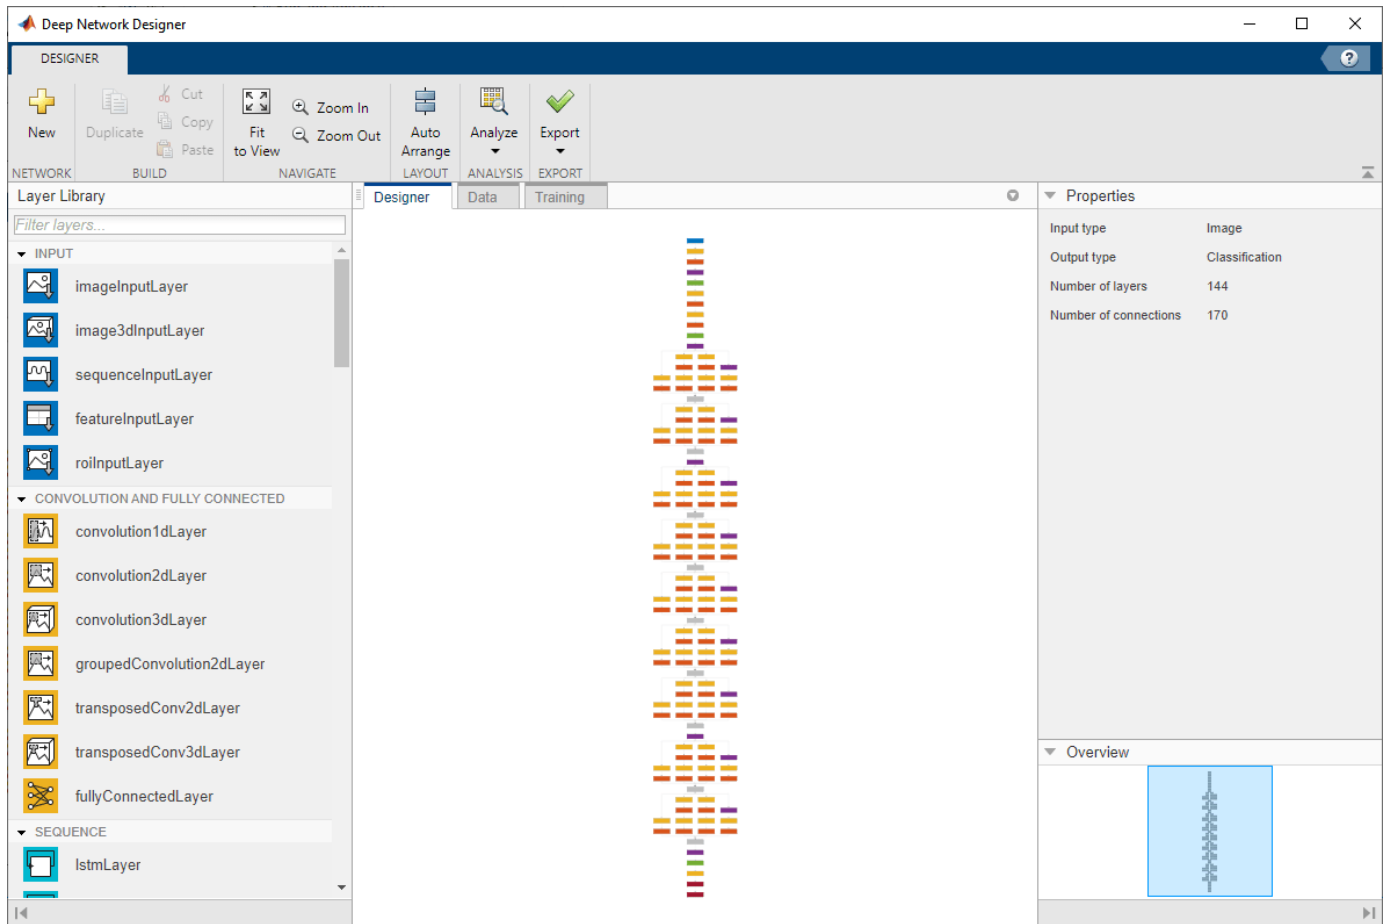 Deep Network Designer
DESIGNER
?
New
Duplicate
Cut
Copy
Paste
Fit
to View
Zoom In
Zoom Out
Auto
Arrange
Analyze
Export
NETWORK
BUILD
NAVIGATE
LAYOUT
ANALYSIS
EXPORT
Layer Library
Filter layers...
INPUT
imageInputLayer
image3dInputLayer
sequenceInputLayer
featureInputLayer
roiInputLayer
CONVOLUTION AND FULLY CONNECTED
convolution1dLayer
convolution2dLayer
convolution3dLayer
groupedConvolution2dLayer
transposedConv2dLayer
transposedConv3dLayer
fullyConnectedLayer
SEQUENCE
lstmLayer
Designer
Data
Training
Properties
Input type Image
Output type Classification
Number of layers 144
Number of connections 170
Overview